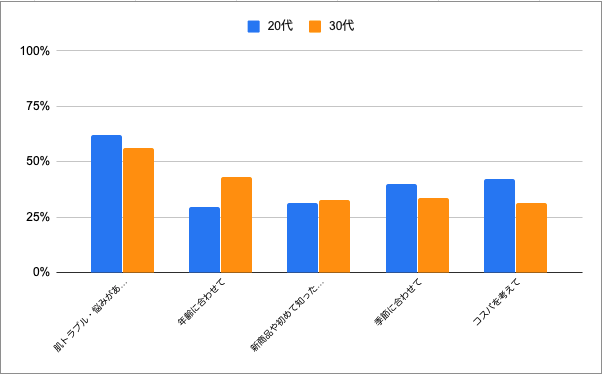 20代 30代
100%
75%
50%
25%
0%
肌トラブル・悩みがあ...
年齢に合わせて
新商品や初めて知った...
季節に合わせて
コスパを考えて